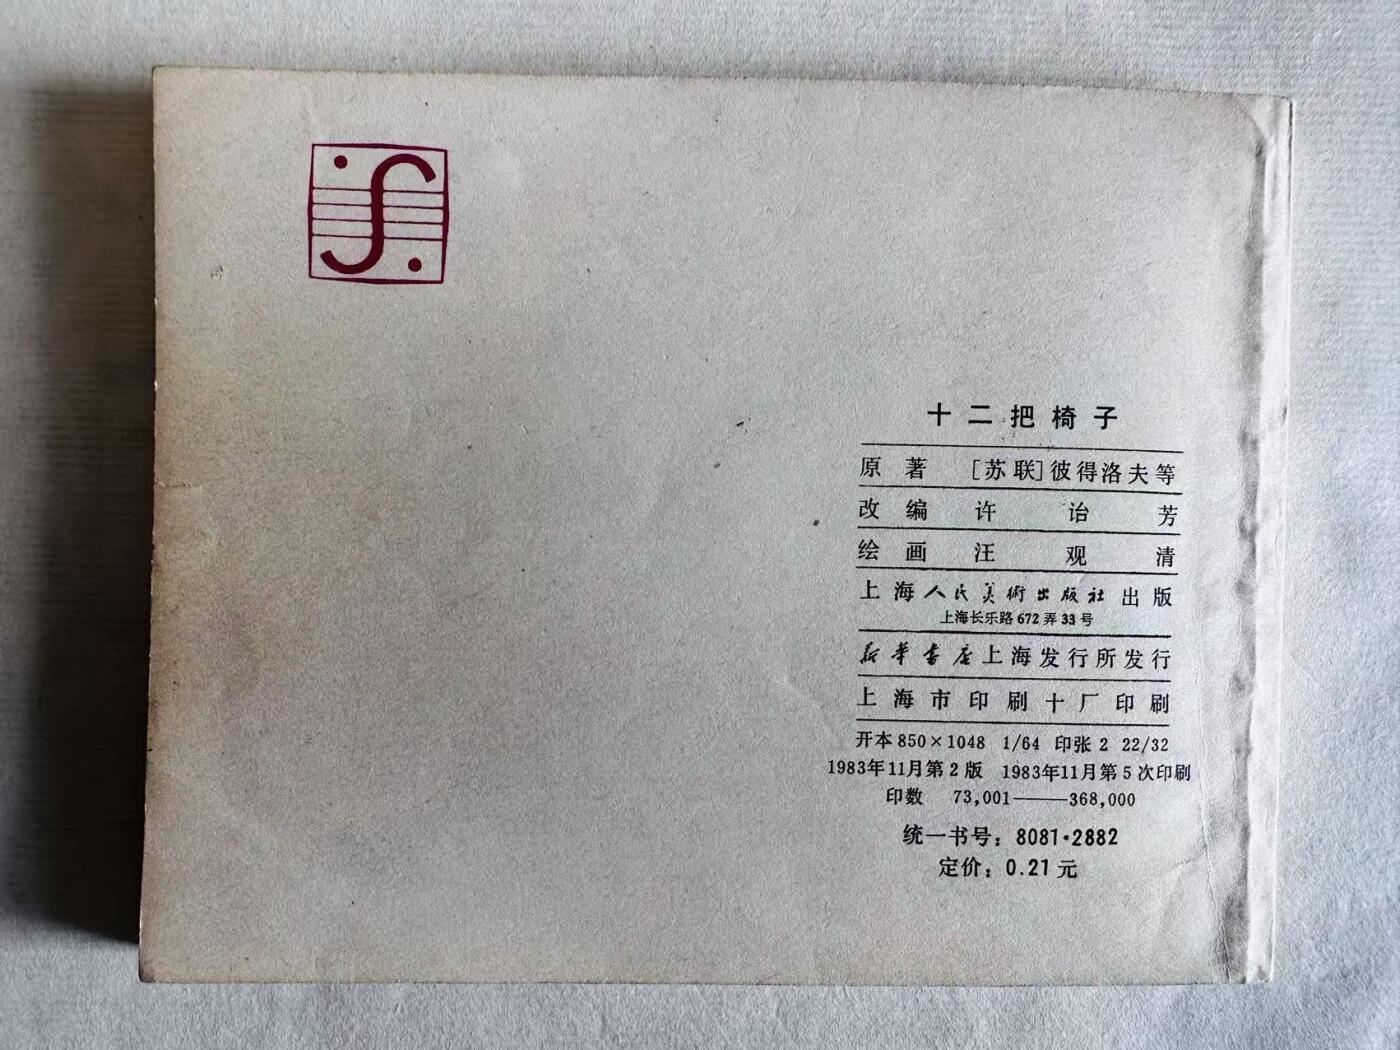 十二把椅子
原著 [苏联]彼得洛夫等
改编 许诒芳
绘画 汪观清
上海人民美術出版社出版
上海长乐路672弄33号
新华书店上海发行所发行
上海市印刷十厂印刷
开本850×1048 1/64 印张2 22/32
1983年11月第2版 1983年11月第5次印刷
印数 73,001——368,000
统一书号：8081·2882
定价：0.21元